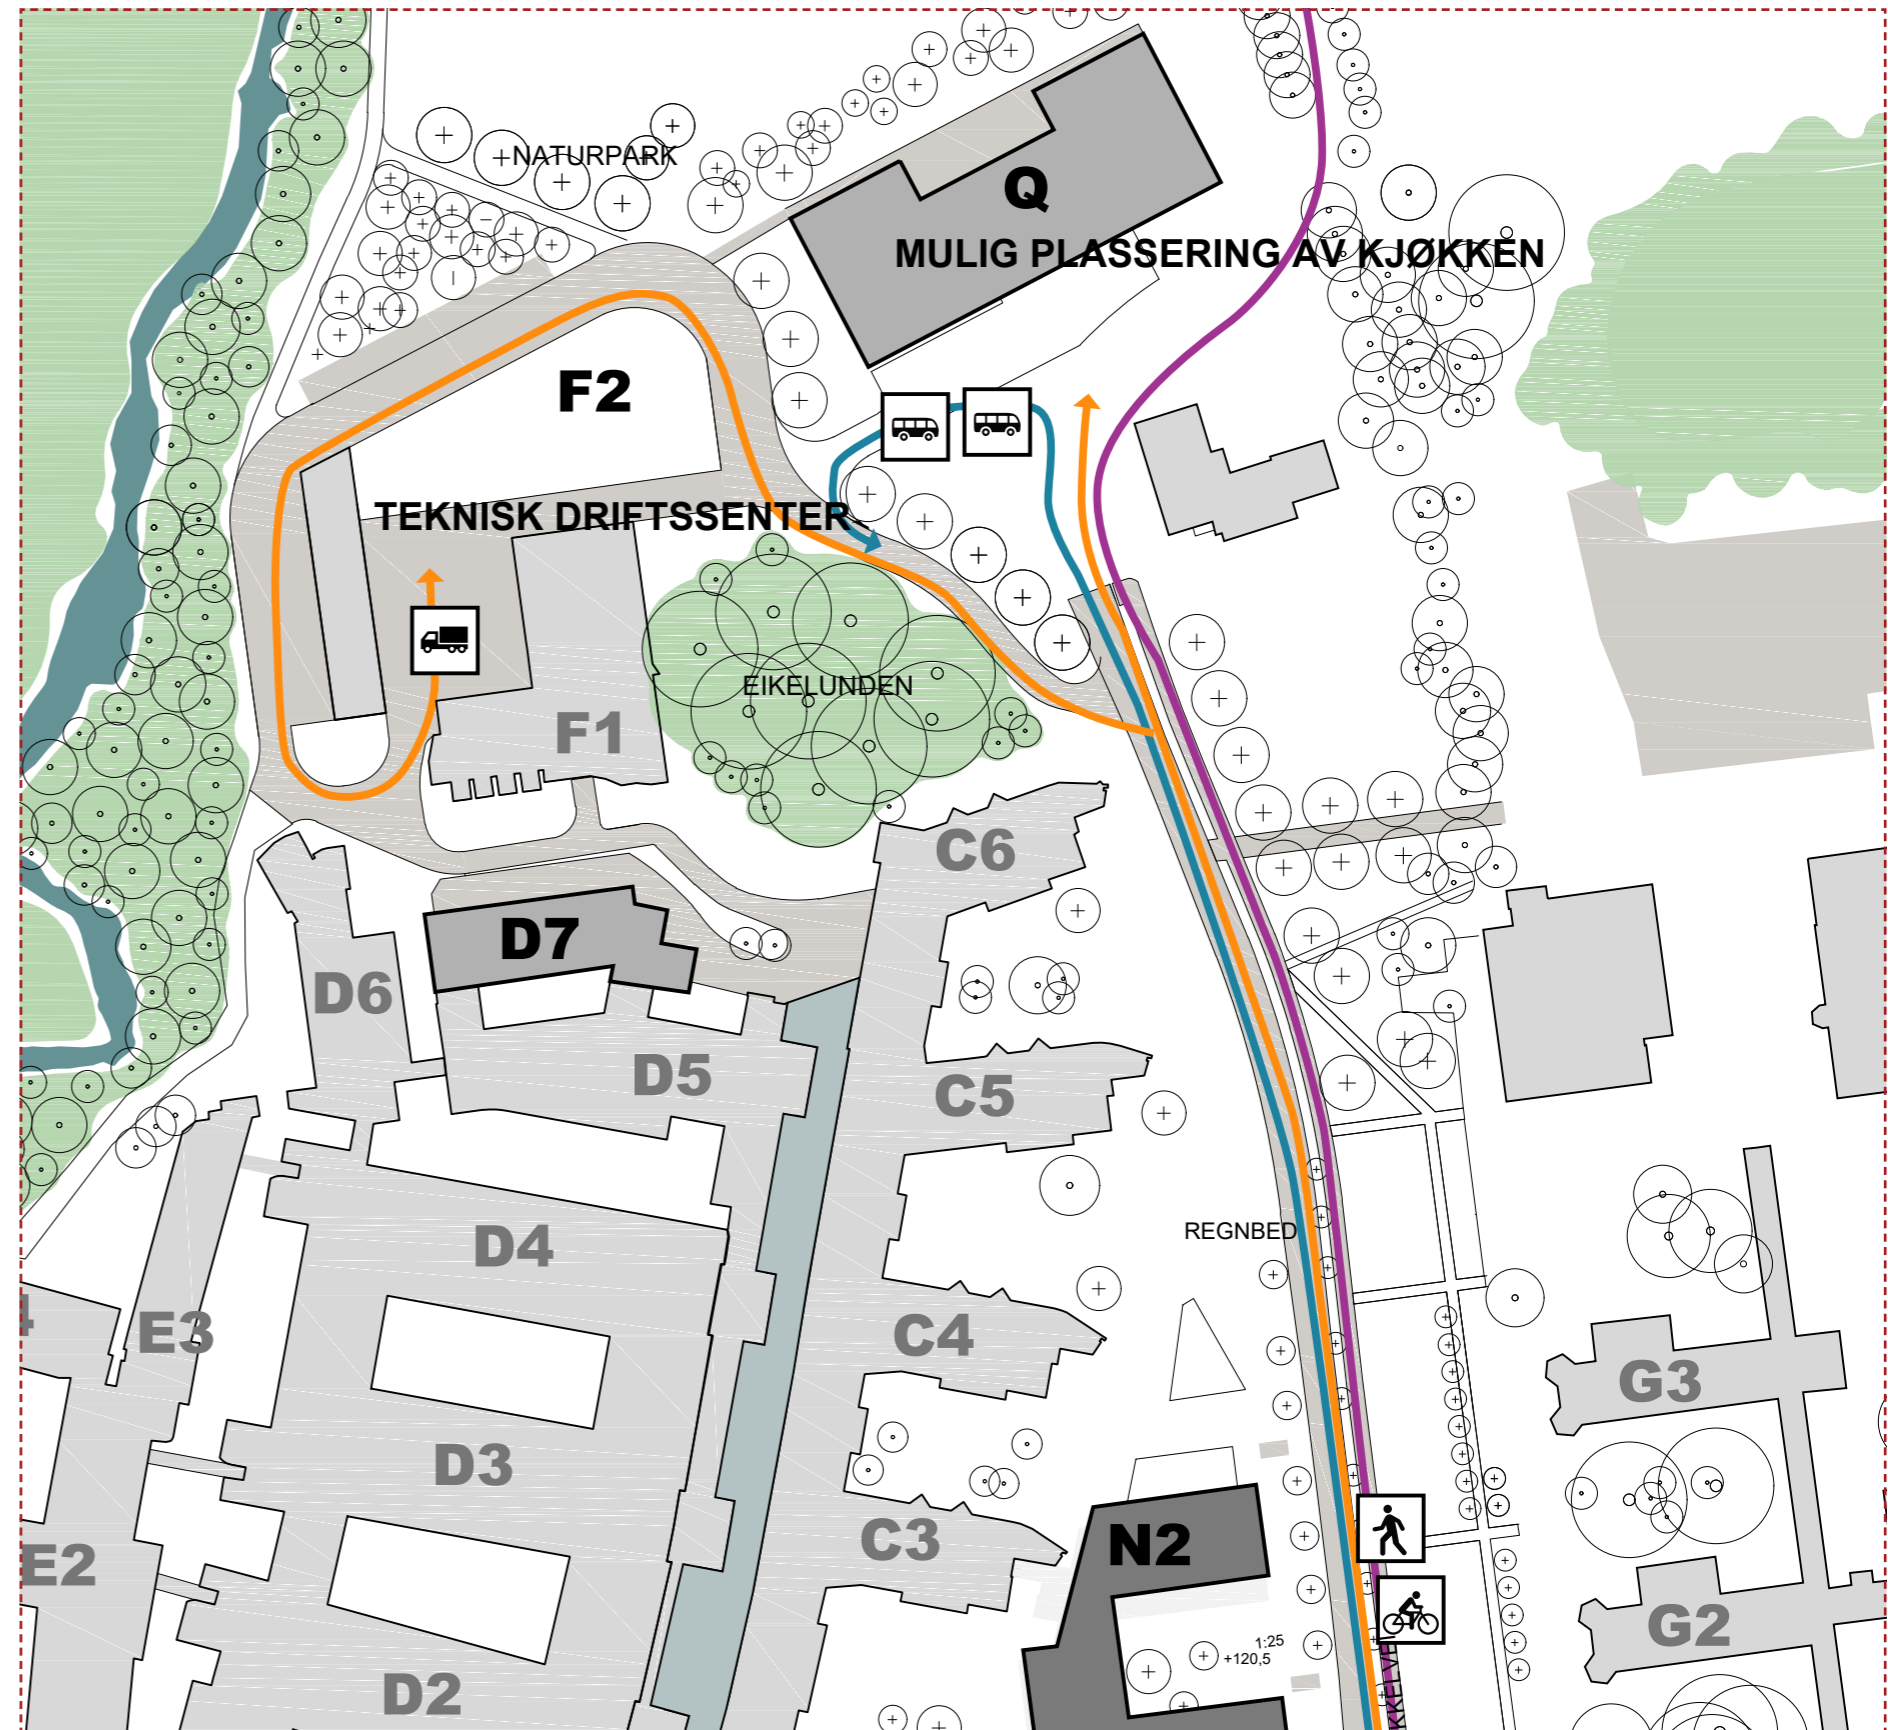 NATURPARK
Q
MULIG PLASSERING AV KJØKKEN
F2
TEKNISK DRIFTSSENTER
EIKELUNDEN
F1
C6
D7
D6
D5
C5
REGNBED
D4
E3
C4
G3
D3
C3
N2
E2
G2
1:25
+120,5
D2